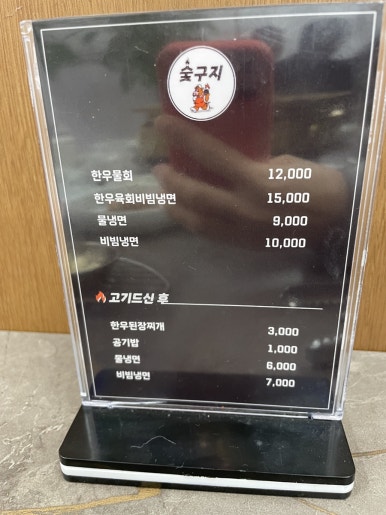 숯구지
한우물회 12,000
한우육회비빔냉면 15,000
물냉면 9,000
비빔냉면 10,000
고기드신 후
한우된장찌개 3,000
공기밥 1,000
물냉면 6,000
비빔냉면 7,000